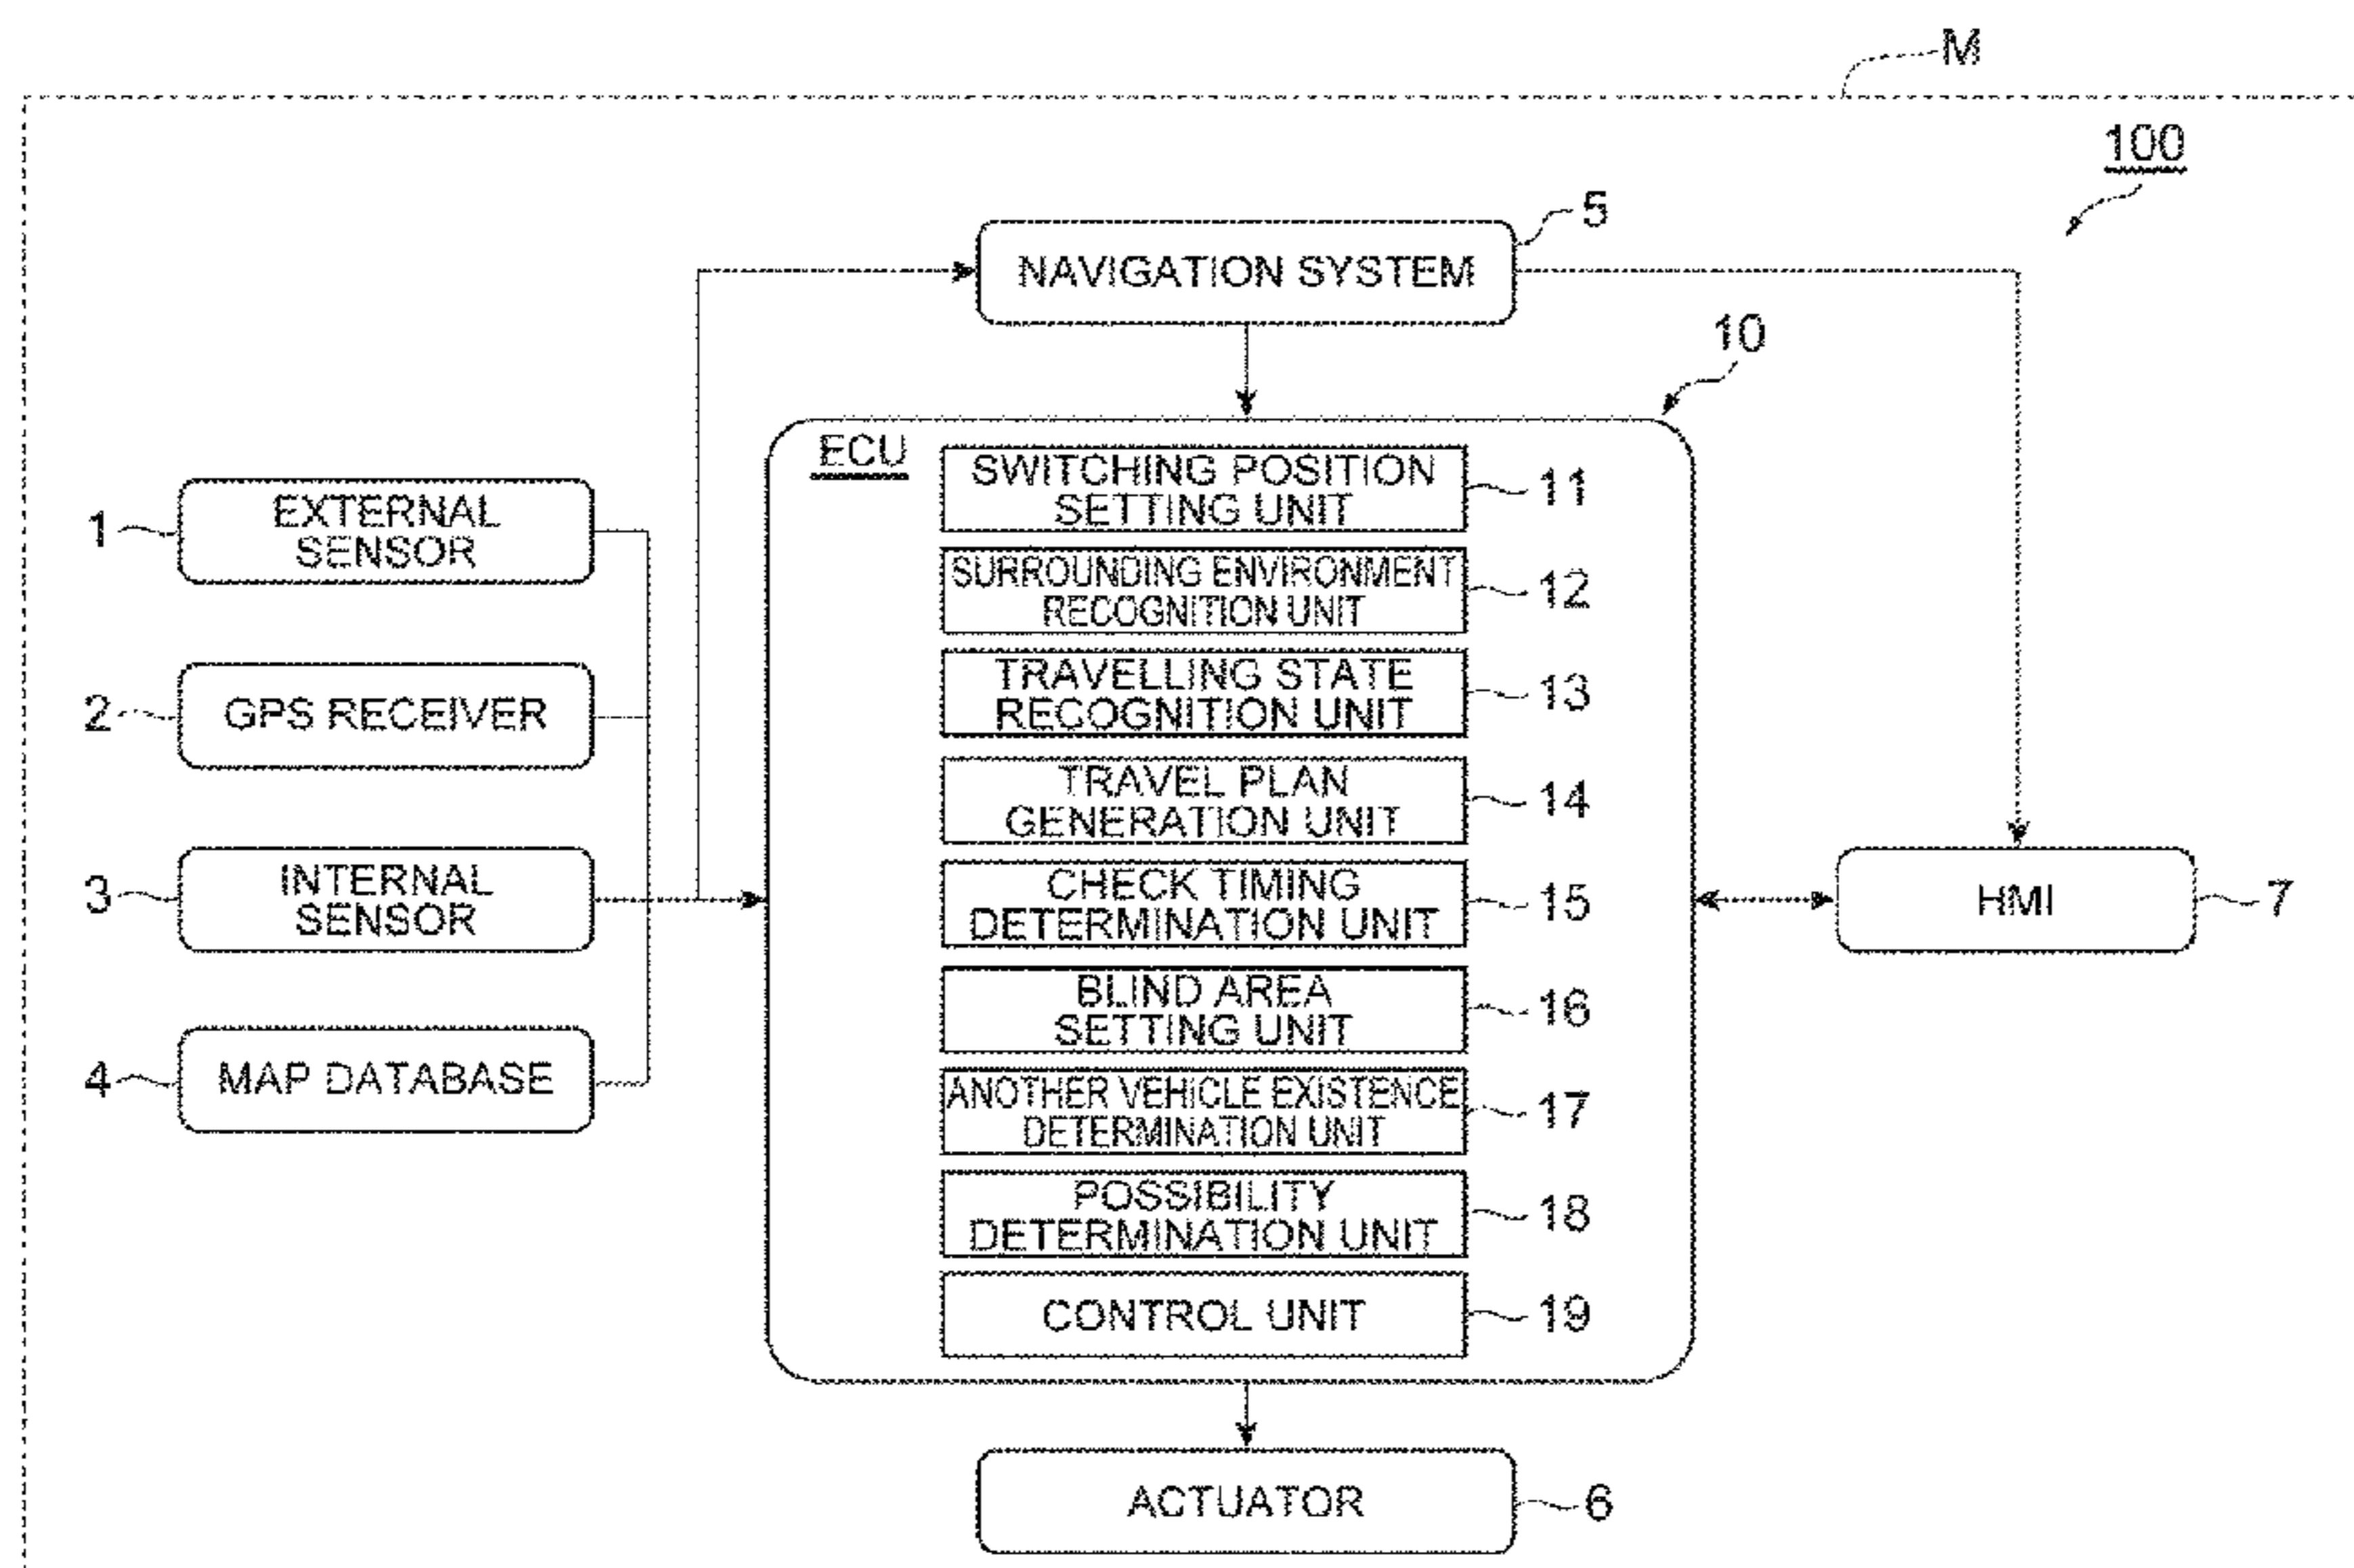 M
100
5
NAVIGATION SYSTEM
10
ECU
SWITCHING POSITION
SETTING UNIT
11
EXTERNAL
SENSOR
1
SURROUNDING ENVIRONMENT
RECOGNITION UNIT
12
TRAVELLING STATE
RECOGNITION UNIT
13
2
GPS RECEIVER
TRAVEL PLAN
GENERATION UNIT
14
3
INTERNAL
SENSOR
CHECK TIMING
DETERMINATION UNIT
15
HMI
7
BLIND AREA
SETTING UNIT
16
4
MAP DATABASE
ANOTHER VEHICLE EXISTENCE
DETERMINATION UNIT
17
POSSIBILITY
DETERMINATION UNIT
18
CONTROL UNIT
19
ACTUATOR
6